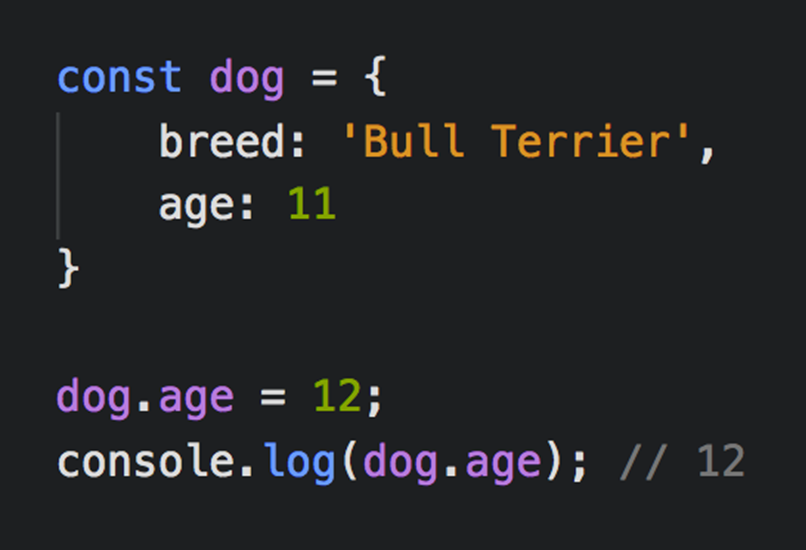 const dog = {
    breed: 'Bull Terrier',
    age: 11
}

dog.age = 12;
console.log(dog.age); // 12